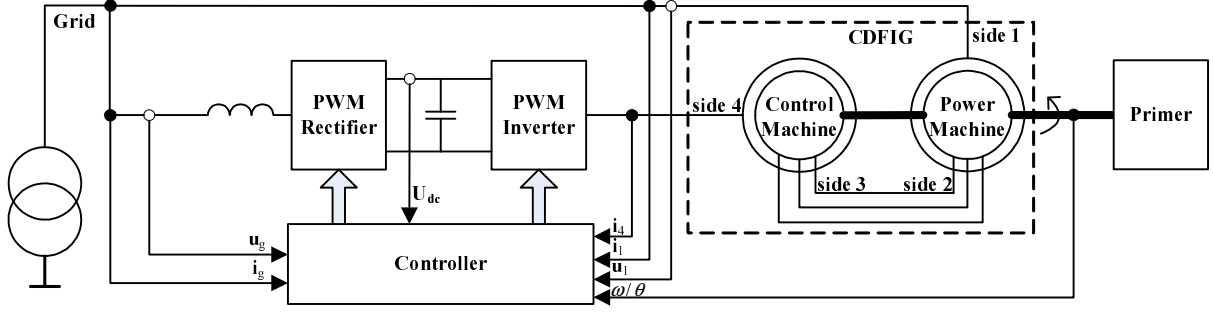 Grid
CDFIG
side 1
PWM
Rectifier
PWM
Inverter
side 4
Control
Machine
Power
Machine
Primer
side 3
side 2
Udc
ug
ig
Controller
i4
i1
u1
ω/θ